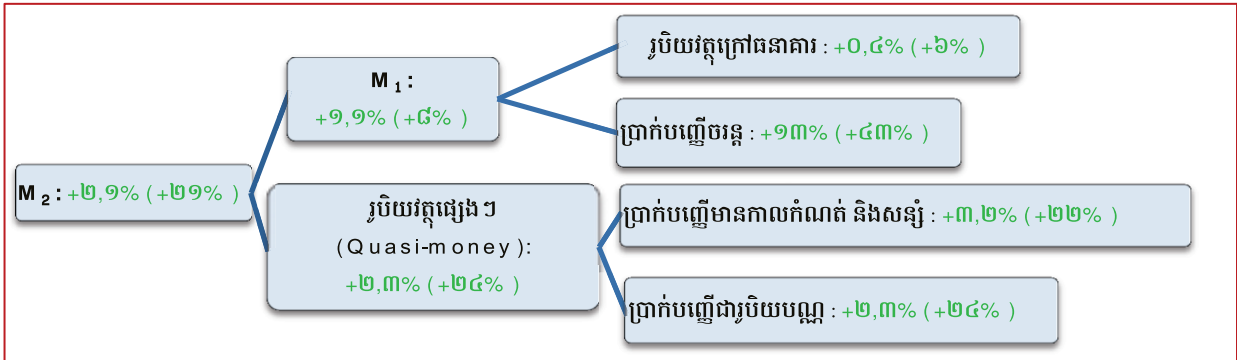 M 2 : +២,១% (+២១% )
M 1 :
+១,១% (+៨% )
រូបិយវត្ថុក្រៅធនាគារ : +០,៤% (+៦% )
ប្រាក់បញ្ញើចរន្ត : +១៣% (+៤៣% )
រូបិយវត្ថុផ្សេងៗ
(Quasi-money):
+២,៣% (+២៤% )
ប្រាក់បញ្ញើមានកាលកំណត់ និងសន្សំ : +៣,២% (+២២% )
ប្រាក់បញ្ញើជារូបិយបណ្ណ : +២,៣% (+២៤% )